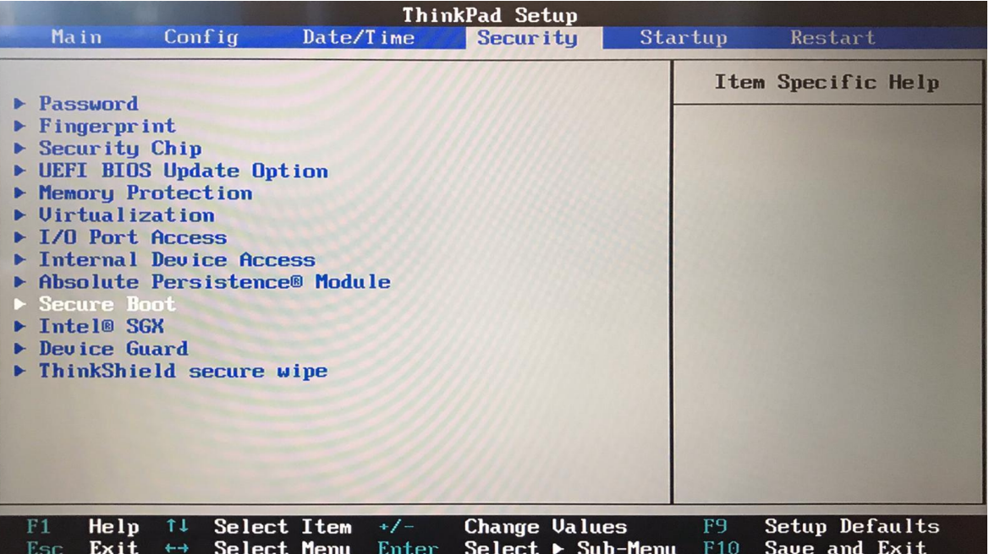 ThinkPad Setup
Main Config Date/Time Security Startup Restart
Item Specific Help
▶ Password
▶ Fingerprint
▶ Security Chip
▶ UEFI BIOS Update Option
▶ Memory Protection
▶ Virtualization
▶ I/O Port Access
▶ Internal Device Access
▶ Absolute Persistence® Module
▶ Secure Boot
▶ Intel® SGX
▶ Device Guard
▶ ThinkShield secure wipe
F1 Help ↑↓ Select Item +/- Change Values F9 Setup Defaults
Esc Exit ←→ Select Menu Enter Select ▶ Sub-Menu F10 Save and Exit